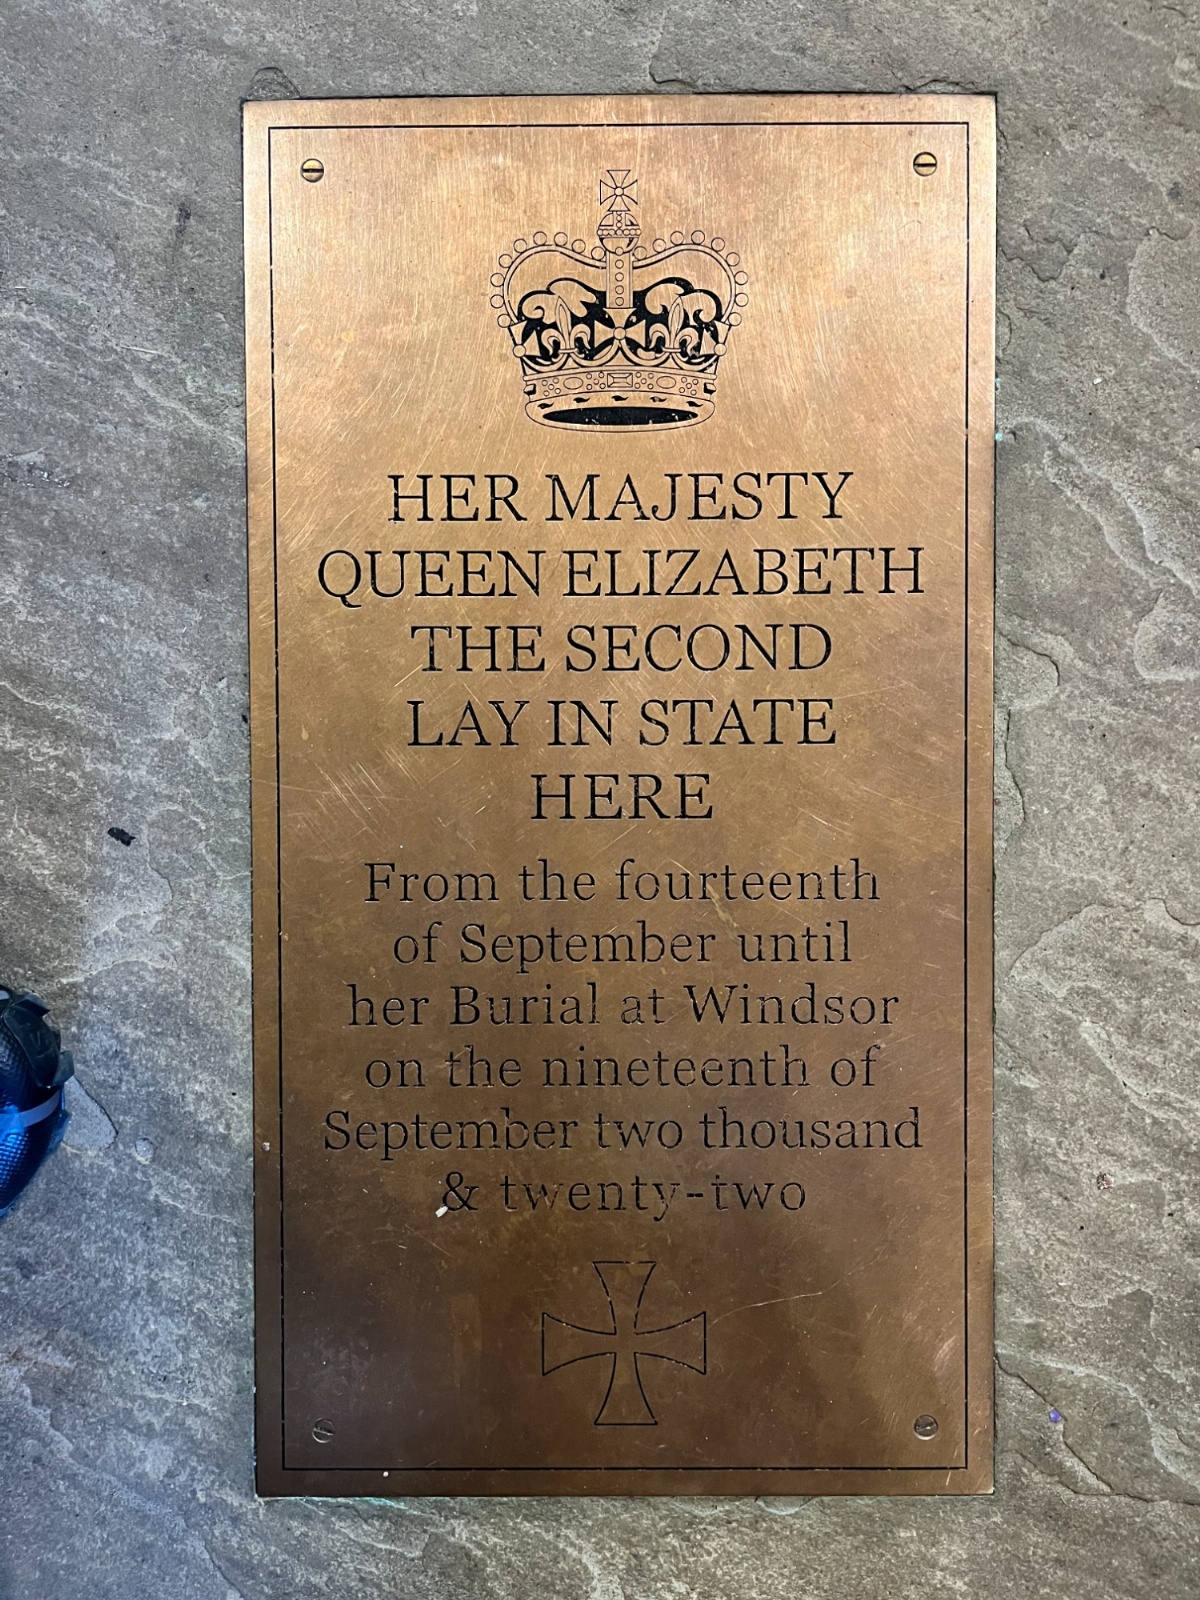 HER MAJESTY
QUEEN ELIZABETH
THE SECOND
LAY IN STATE
HERE
From the fourteenth
of September until
her Burial at Windsor
on the nineteenth of
September two thousand
& twenty-two